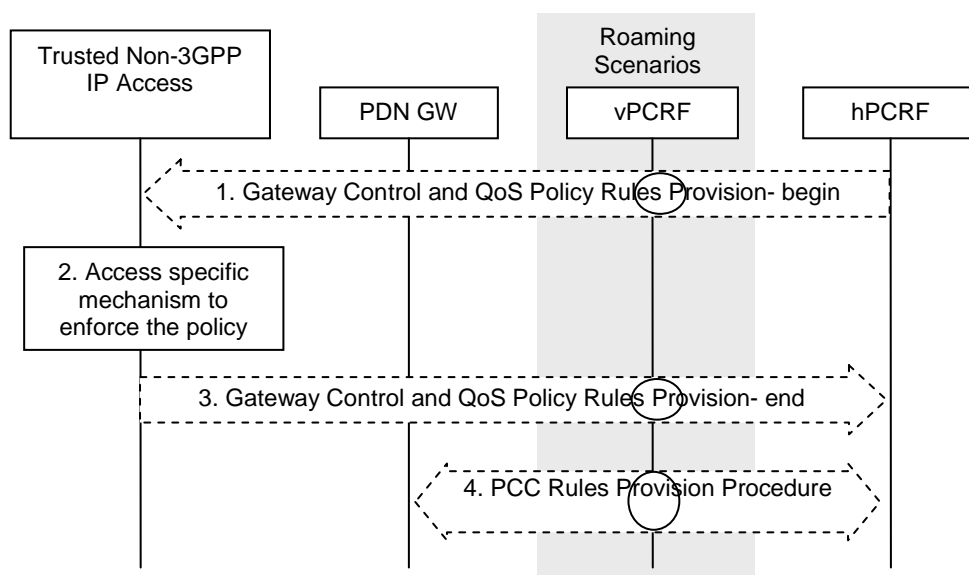 Roaming
Scenarios
Trusted Non-3GPP
IP Access
PDN GW
vPCRF
hPCRF
1. Gateway Control and QoS Policy Rules Provision- begin
2. Access specific
mechanism to
enforce the policy
3. Gateway Control and QoS Policy Rules Provision- end
4. PCC Rules Provision Procedure